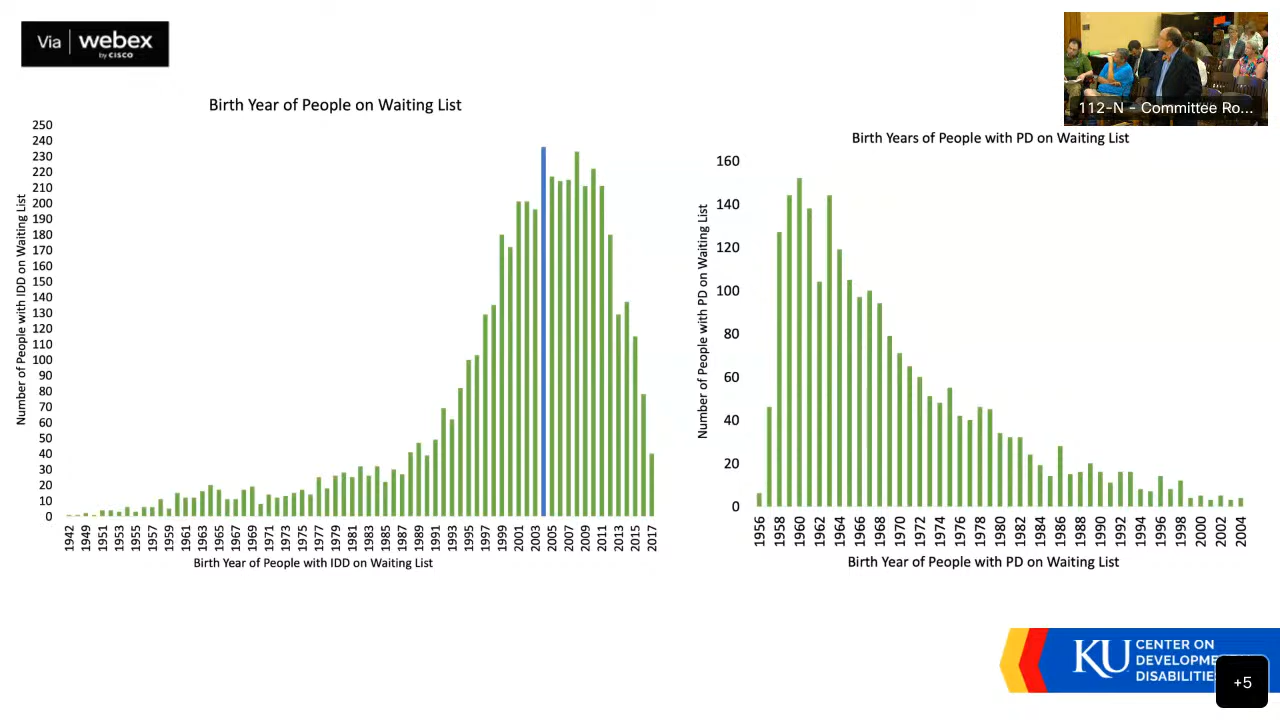 Via webex
by CISCO
112-N - Committee Ro...
Birth Year of People on Waiting List
Number of People with IDD on Waiting List
250
240
230
220
210
200
190
180
170
160
150
140
130
120
110
100
90
80
70
60
50
40
30
20
10
0
1942 1949 1951 1953 1955 1957 1959 1961 1963 1965 1967 1969 1971 1973 1975 1977 1979 1981 1983 1985 1987 1989 1991 1993 1995 1997 1999 2001 2003 2005 2007 2009 2011 2013 2015 2017
Birth Year of People with IDD on Waiting List
Birth Years of People with PD on Waiting List
Number of People with PD on Waiting List
160
140
120
100
80
60
40
20
0
1956 1958 1960 1962 1964 1966 1968 1970 1972 1974 1976 1978 1980 1982 1984 1986 1988 1990 1992 1994 1996 1998 2000 2002 2004
Birth Year of People with PD on Waiting List
KU CENTER ON
DEVELOPME
DISABILITIE
+5